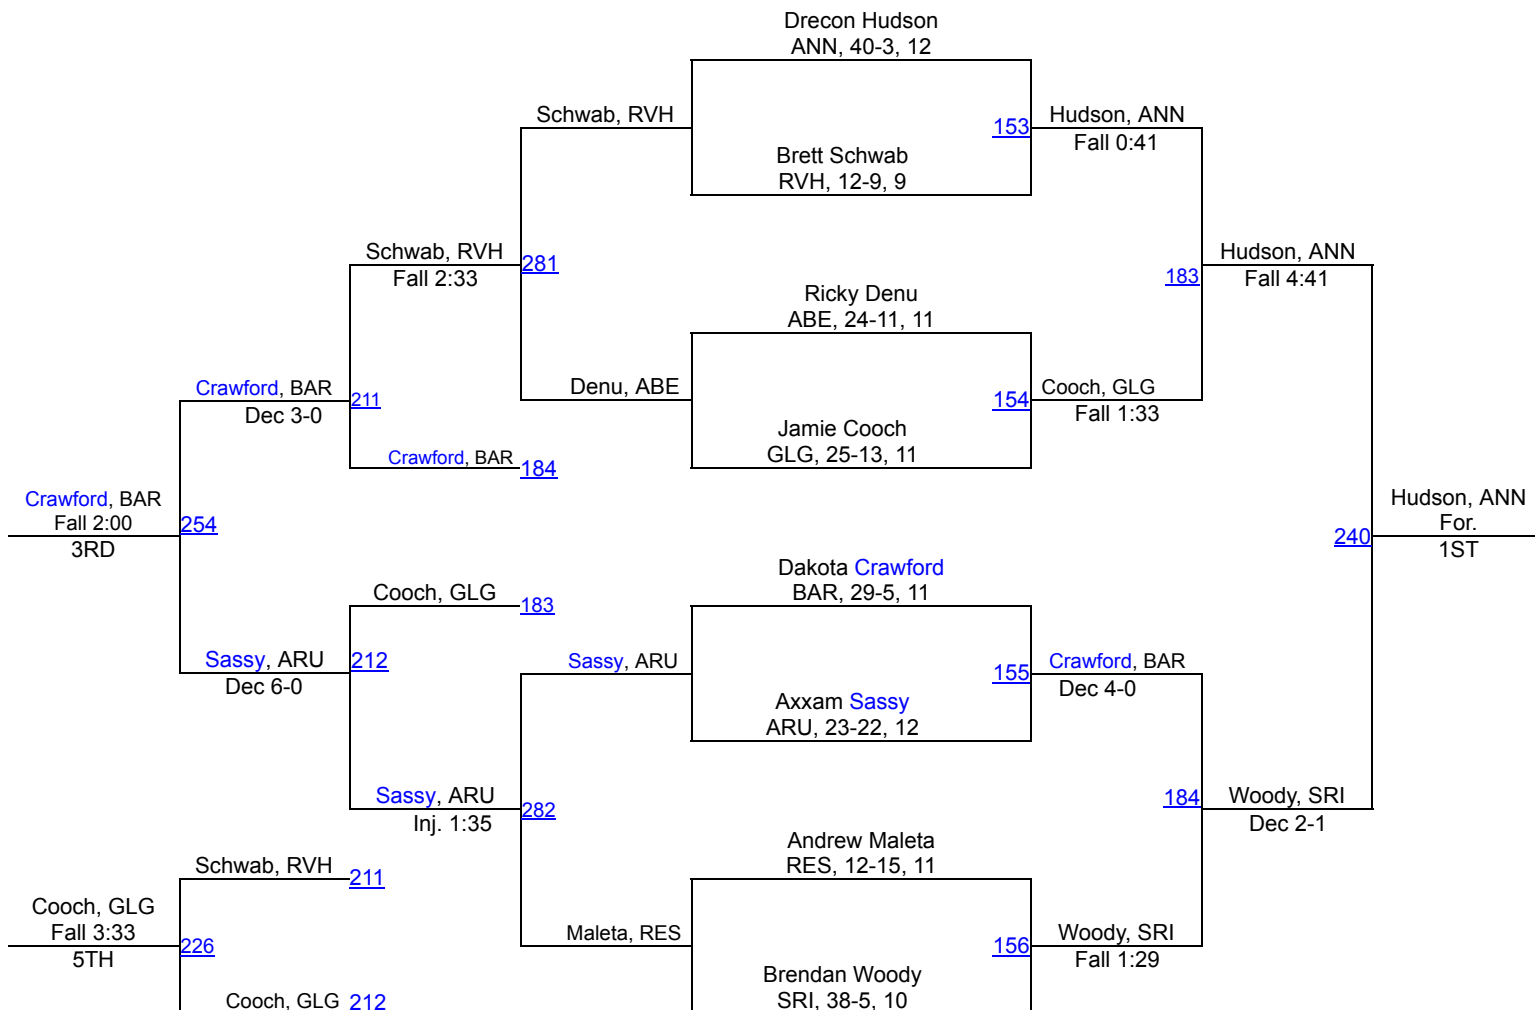 Drecon Hudson
ANN, 40-3, 12
Schwab, RVH
153
Hudson, ANN
Fall 0:41
Brett Schwab
RVH, 12-9, 9
Schwab, RVH
Fall 2:33
281
183
Hudson, ANN
Fall 4:41
Ricky Denu
ABE, 24-11, 11
Crawford, BAR
Dec 3-0
211
Denu, ABE
154
Cooch, GLG
Fall 1:33
Jamie Cooch
GLG, 25-13, 11
Crawford, BAR 184
Crawford, BAR
Fall 2:00
3RD
254
240
Hudson, ANN
For.
1ST
Dakota Crawford
BAR, 29-5, 11
Cooch, GLG 183
Sassy, ARU
Dec 6-0
212
Sassy, ARU
155
Crawford, BAR
Dec 4-0
Axxam Sassy
ARU, 23-22, 12
Sassy, ARU
Inj. 1:35
282
184
Woody, SRI
Dec 2-1
Andrew Maleta
RES, 12-15, 11
Schwab, RVH 211
Cooch, GLG
Fall 3:33
5TH
226
Maleta, RES
156
Woody, SRI
Fall 1:29
Brendan Woody
SRI, 38-5, 10
Cooch, GLG 212